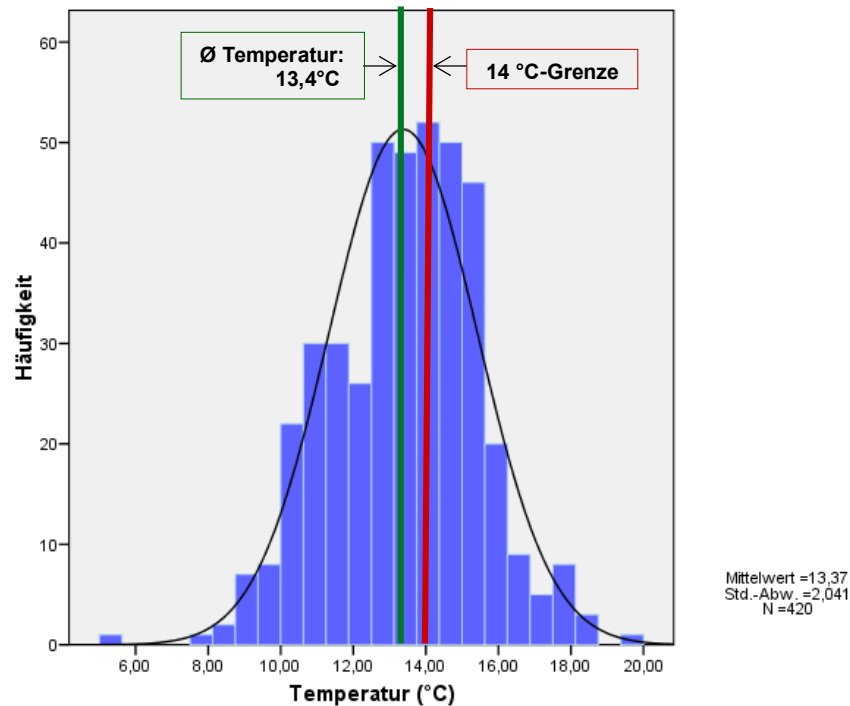 60
50
40
30
20
10
0
Häufigkeit
Ø Temperatur:
13,4°C
14 °C-Grenze
6,00 8,00 10,00 12,00 14,00 16,00 18,00 20,00
Temperatur (°C)
Mittelwert =13,37
Std.-Abw. =2,041
N =420